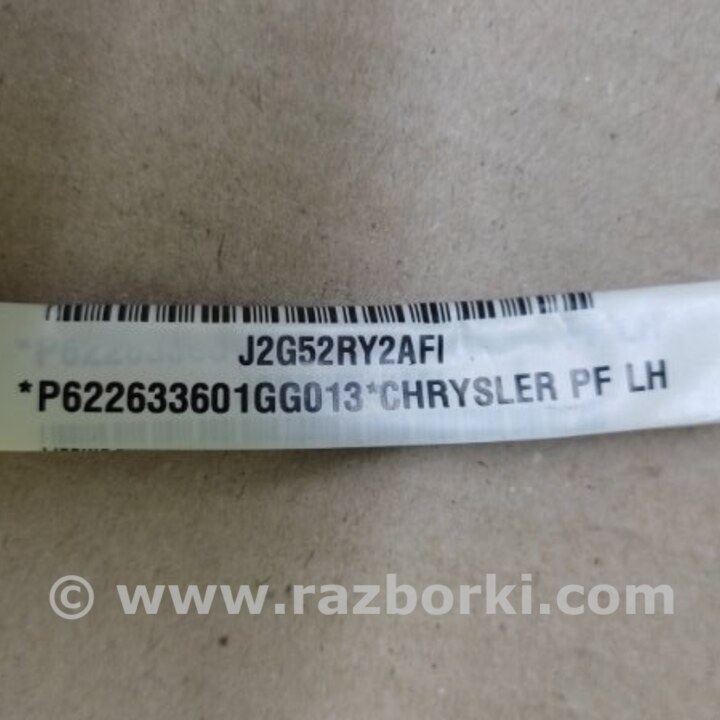 J2G52RY2AFI
*P622633601GG013*CHRYSLER PF LH
© www.razborki.com